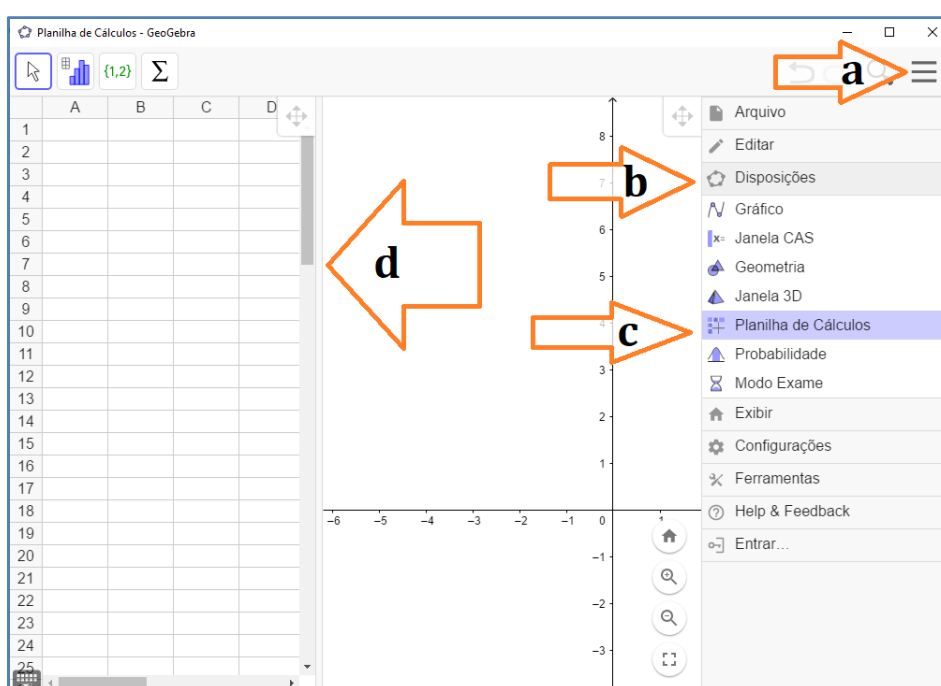 Planilha de Cálculos - GeoGebra
{1,2} Σ
a
A B C D
Arquivo
Editar
Disposições
Gráfico
x= Janela CAS
Geometria
Janela 3D
Planilha de Cálculos
Probabilidade
Modo Exame
Exibir
Configurações
Ferramentas
Help & Feedback
Entrar...
b
c
d
1
2
3
4
5
6
7
8
9
10
11
12
13
14
15
16
17
18
19
20
21
22
23
24
25
8
7
6
5
4
3
2
1
–6 –5 –4 –3 –2 –1 0 1
–1
–2
–3